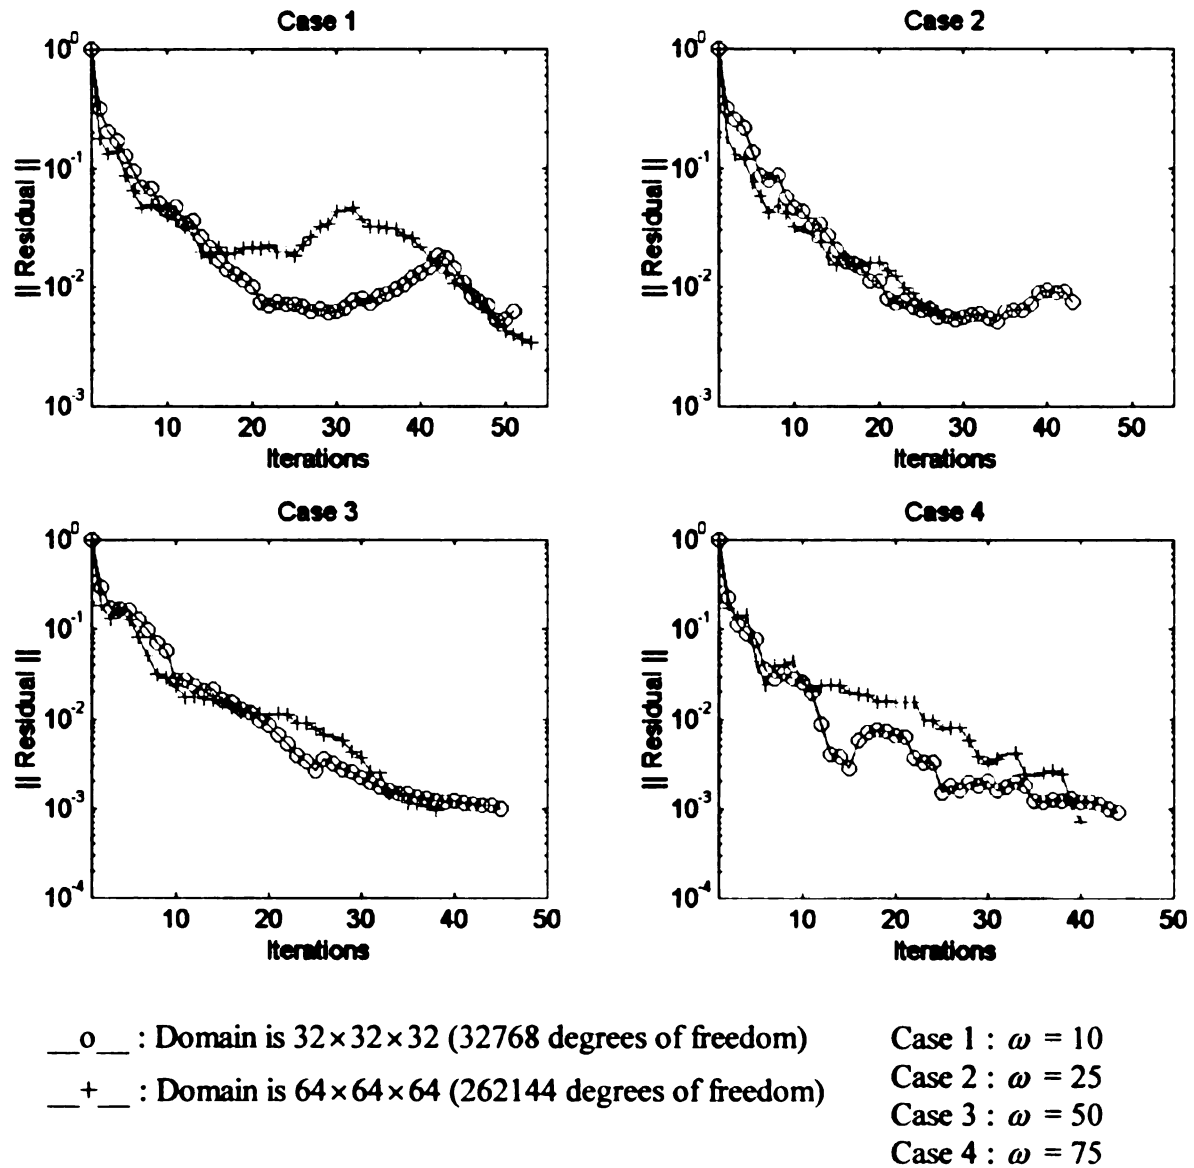 Case 1
10^0
10^-1
10^-2
10^-3
|| Residual ||
10 20 30 40 50
Iterations
Case 2
10^0
10^-1
10^-2
10^-3
|| Residual ||
10 20 30 40 50
Iterations
Case 3
10^0
10^-1
10^-2
10^-3
10^-4
|| Residual ||
10 20 30 40 50
Iterations
Case 4
10^0
10^-1
10^-2
10^-3
10^-4
|| Residual ||
10 20 30 40 50
Iterations
__o__ : Domain is 32×32×32 (32768 degrees of freedom)
__+__ : Domain is 64×64×64 (262144 degrees of freedom)
Case 1 : ω = 10
Case 2 : ω = 25
Case 3 : ω = 50
Case 4 : ω = 75